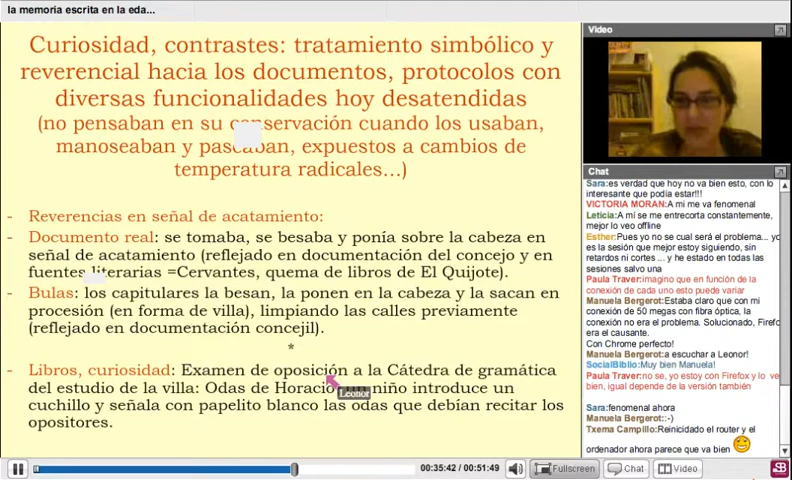 la memoria escrita en la eda...
Curiosidad, contrastes: tratamiento simbólico y
reverencial hacia los documentos, protocolos con
diversas funcionalidades hoy desatendidas
(no pensaban en su conservación cuando los usaban,
manoseaban y paseaban, expuestos a cambios de
temperatura radicales...)
- Reverencias en señal de acatamiento:
- Documento real: se tomaba, se besaba y ponía sobre la cabeza en
señal de acatamiento (reflejado en documentación del concejo y en
fuentes literarias =Cervantes, quema de libros de El Quijote).
- Bulas: los capitulares la besan, la ponen en la cabeza y la sacan en
procesión (en forma de villa), limpiando las calles previamente
(reflejado en documentación concejil).
*
- Libros, curiosidad: Examen de oposición a la Cátedra de gramática
del estudio de la villa: Odas de Horacio: un niño introduce un
cuchillo y señala con papelito blanco las odas que debían recitar los
opositores.
Leonor
Video
Chat
Sara:es verdad que hoy no va bien esto, con lo
interesante que podía estar!!!
VICTORIA MORAN:A mi me va fenomenal
Leticia:A mí se me entrecorta constantemente,
mejor lo veo offline
Esther:Pues yo no se cual será el problema... yo
es la sesión que mejor estoy siguiendo, sin
retardos ni cortes ... y he estado en todas las
sesiones salvo una
Paula Traver:imagino que en función de la
conexión de cada uno esto puede variar
Manuela Bergerot:Estaba claro que con mi
conexión de 50 megas con fibra óptica, la
conexión no era el problema. Solucionado, Firefo
era el causante.
Con Chrome perfecto!
Manuela Bergerot:a escuchar a Leonor!
SocialBiblio:Muy bien Manuela!
Paula Traver:no se, yo estoy con Firefox y lo ve
bien, igual depende de la versión también
Sara:fenomenal ahora
Manuela Bergerot::-)
Txema Campillo:Reinicidado el router y el
ordenador ahora parece que va bien
00:35:42 / 00:51:49
Fullscreen
Chat
Video
SB